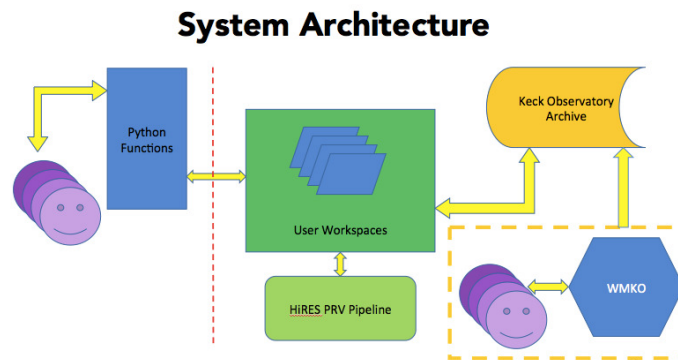 System Architecture
Python
Functions
Keck Observatory
Archive
User Workspaces
HiRES PRV Pipeline
WMKO